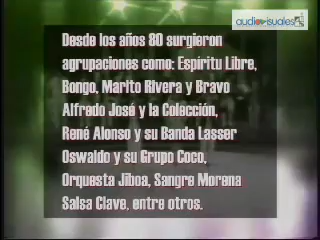 audiovisuales
Desde los años 80 surgieron
agrupaciones como: Espíritu Libre,
Bongo, Marito Rivera y Bravo
Alfredo José y la Colección,
René Alonso y su Banda Lasser
Oswaldo y su Grupo Coco,
Orquesta Jiboa, Sangre Morena
Salsa Clave, entre otros.